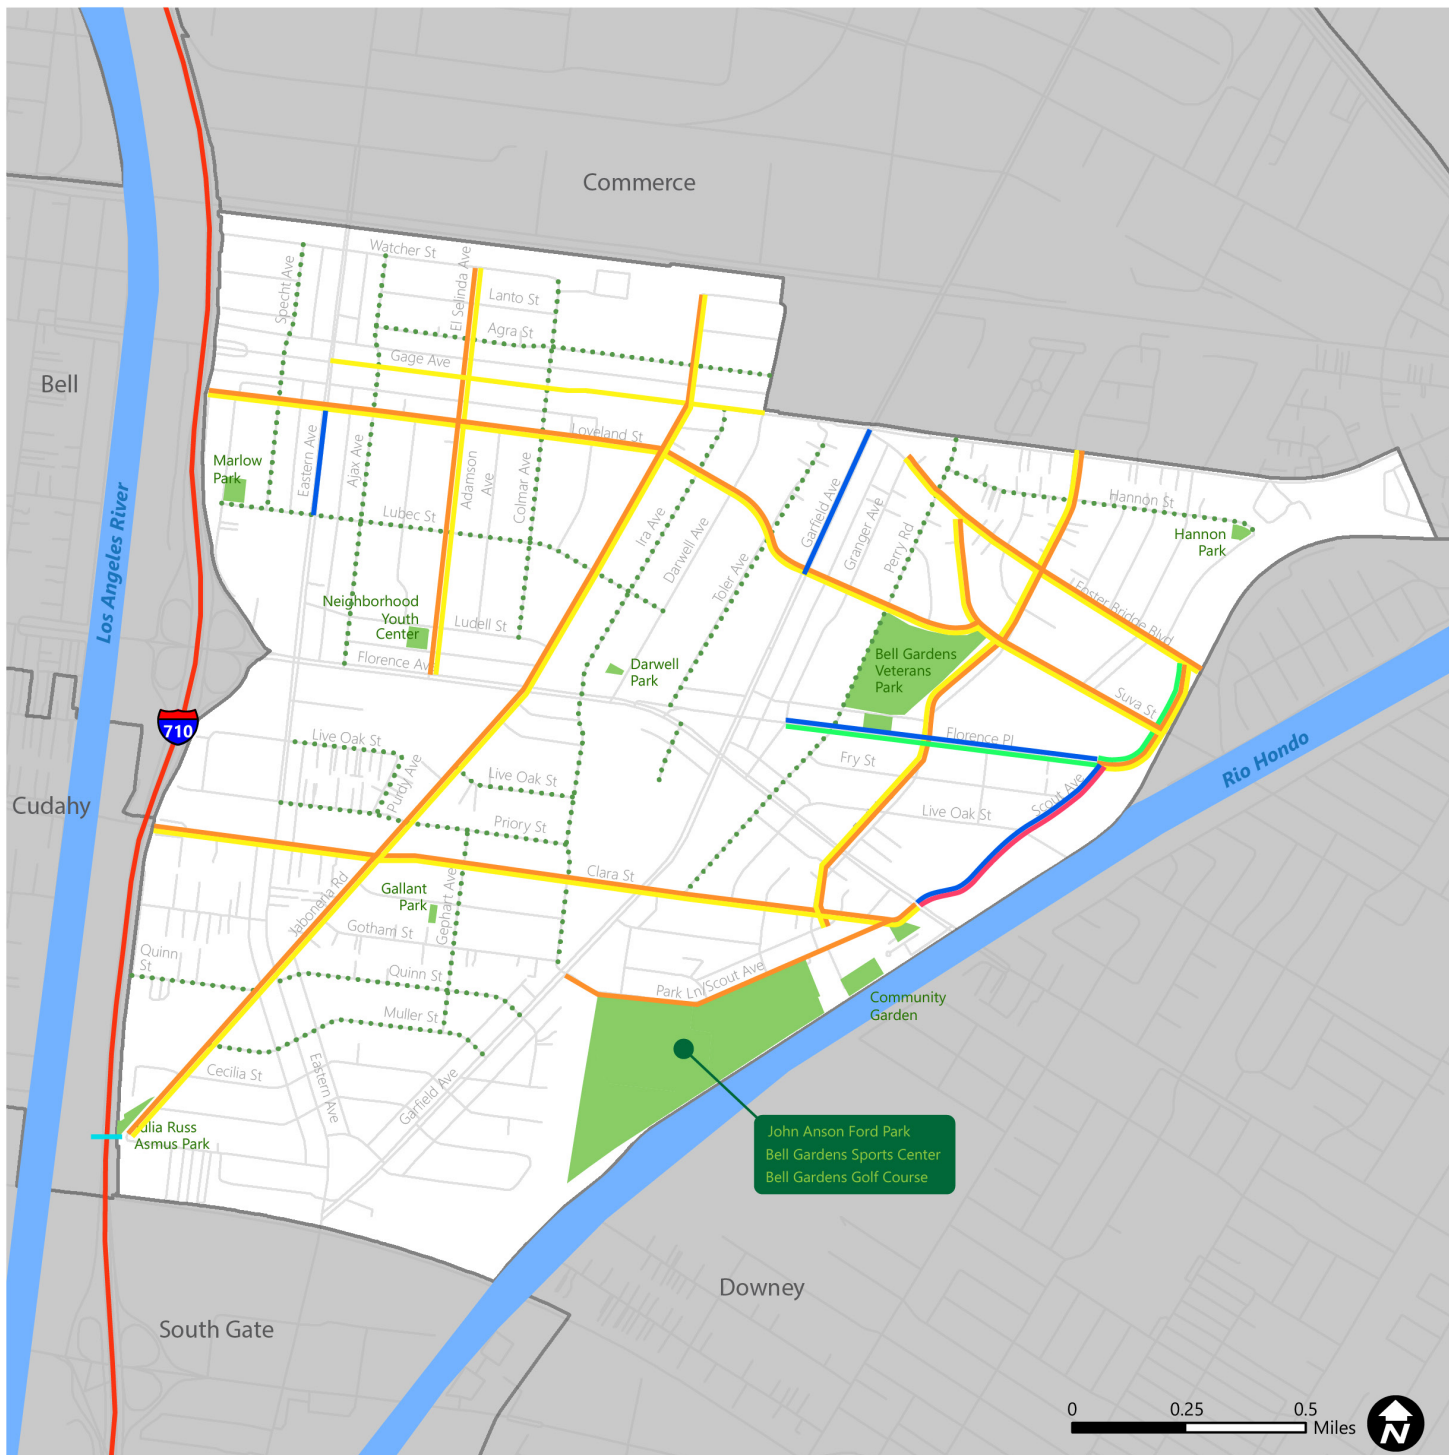 Commerce
Watcher St
Specht Ave
El Selinda Ave
Lanto St
Agra St
Gage Ave
Bell
Loveland St
Marlow
Park
Eastern Ave
Ajax Ave
Adamson
Ave
Colmar Ave
Lubec St
Ira Ave
Darwell Ave
Toler Ave
Garfield Ave
Granger Ave
Perry Rd
Hannon St
Hannon
Park
Los Angeles River
Neighborhood
Youth
Center
Ludell St
Florence Av
Darwell
Park
Bell Gardens
Veterans
Park
Foster Bridge Blvd
Suva St
710
Live Oak St
Purdy Ave
Live Oak St
Priory St
Florence Pl
Fry St
Live Oak St
Scout Ave
Rio Hondo
Cudahy
Clara St
Jaboneria Rd
Gallant
Park
Gephart Ave
Gotham St
Quinn
St
Quinn St
Park Ln/Scout Ave
Community
Garden
Muller St
Cecilia St
Eastern Ave
Garfield Ave
ulia Russ
Asmus Park
John Anson Ford Park
Bell Gardens Sports Center
Bell Gardens Golf Course
Downey
South Gate
0 0.25 0.5
Miles
N